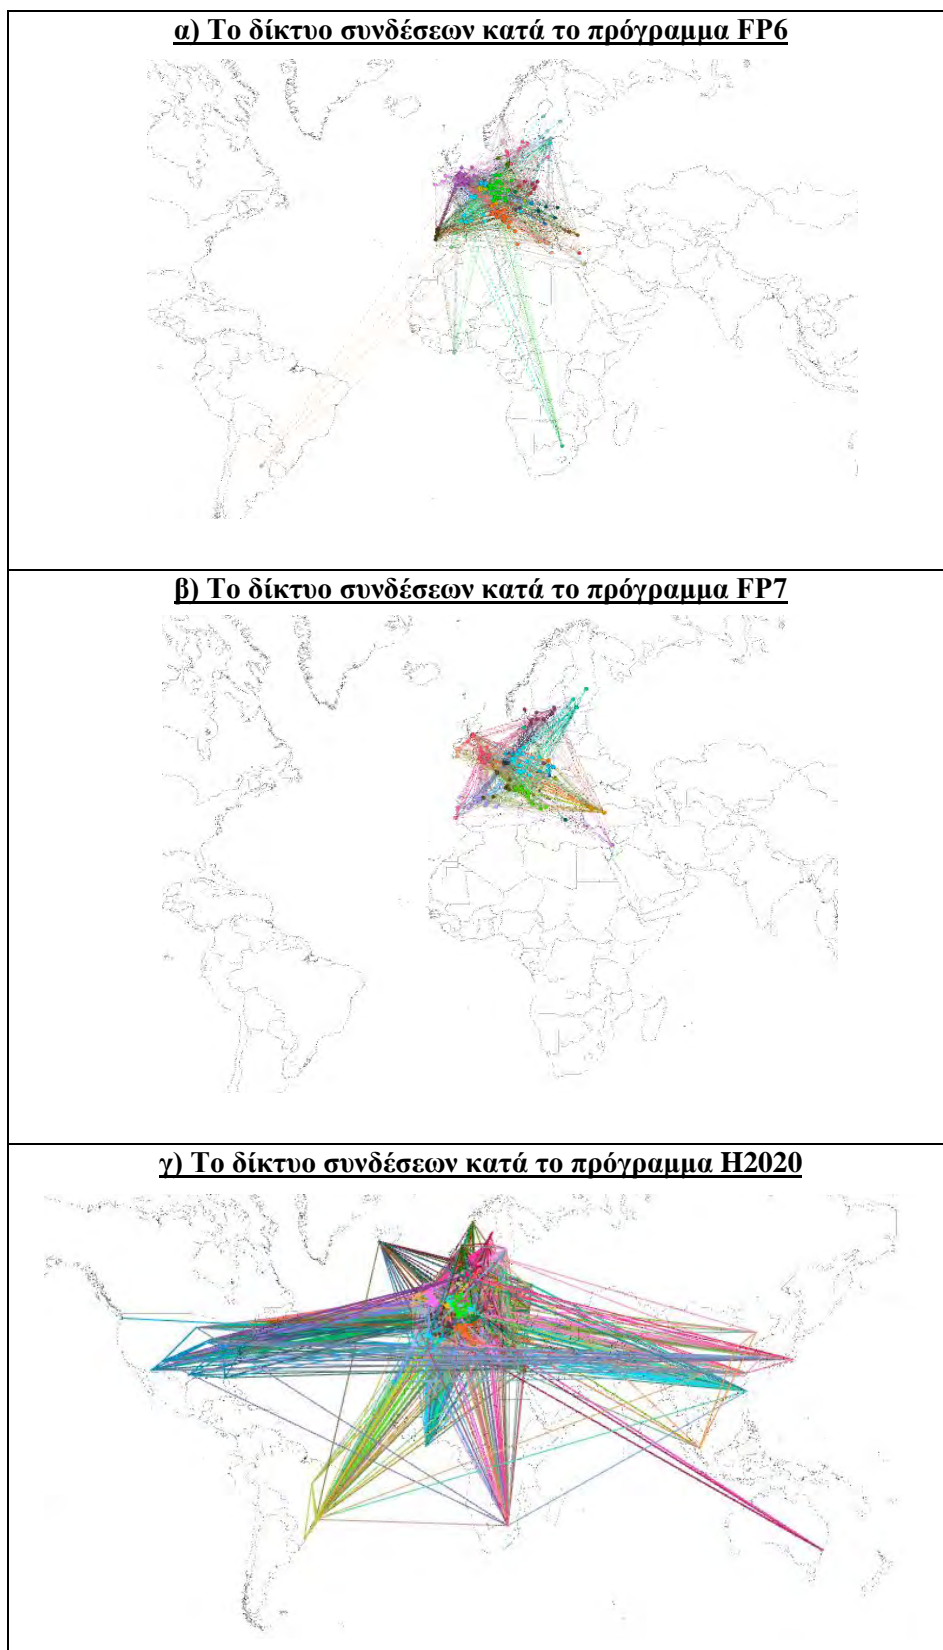 α) Το δίκτυο συνδέσεων κατά το πρόγραμμα FP6
β) Το δίκτυο συνδέσεων κατά το πρόγραμμα FP7
γ) Το δίκτυο συνδέσεων κατά το πρόγραμμα H2020